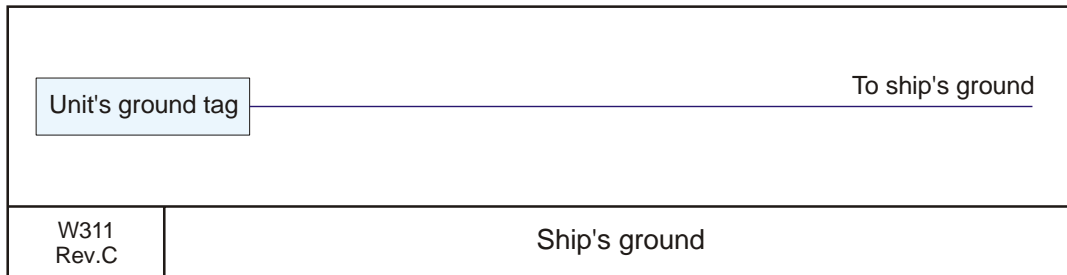 To ship's ground
Unit's ground tag
W311
Rev.C
Ship's ground